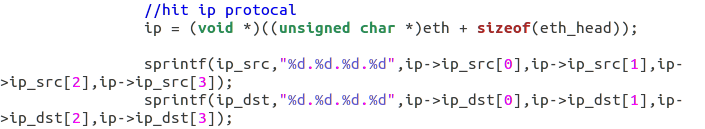 //hit ip protocal
ip = (void *)((unsigned char *)eth + sizeof(eth_head));
sprintf(ip_src,"%d.%d.%d.%d",ip->ip_src[0],ip->ip_src[1],ip-
>ip_src[2],ip->ip_src[3]);
sprintf(ip_dst,"%d.%d.%d.%d",ip->ip_dst[0],ip->ip_dst[1],ip-
>ip_dst[2],ip->ip_dst[3]);